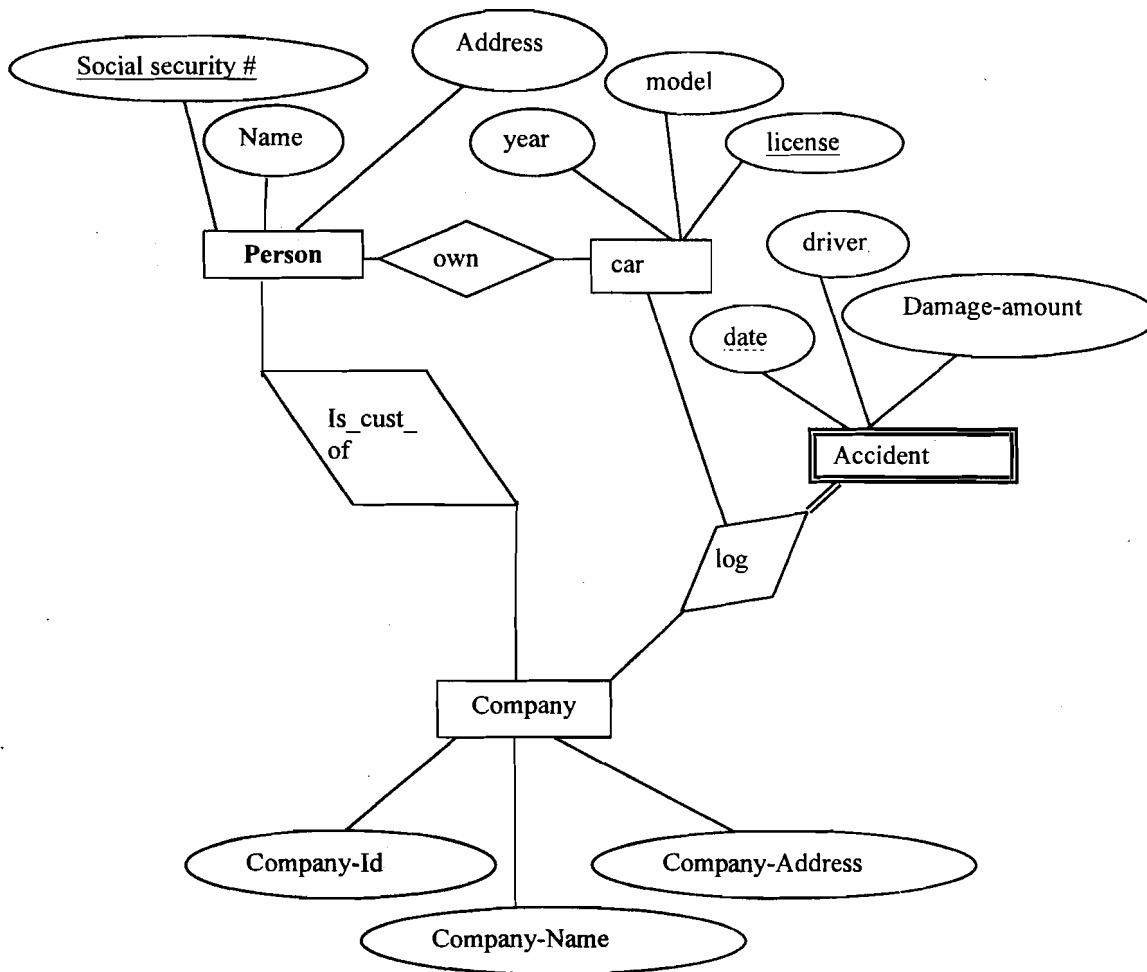 Address
Social security #
model
Name
year
license
driver
Person
own
car
Damage-amount
date
Is_cust_
of
Accident
log
Company
Company-Id
Company-Address
Company-Name